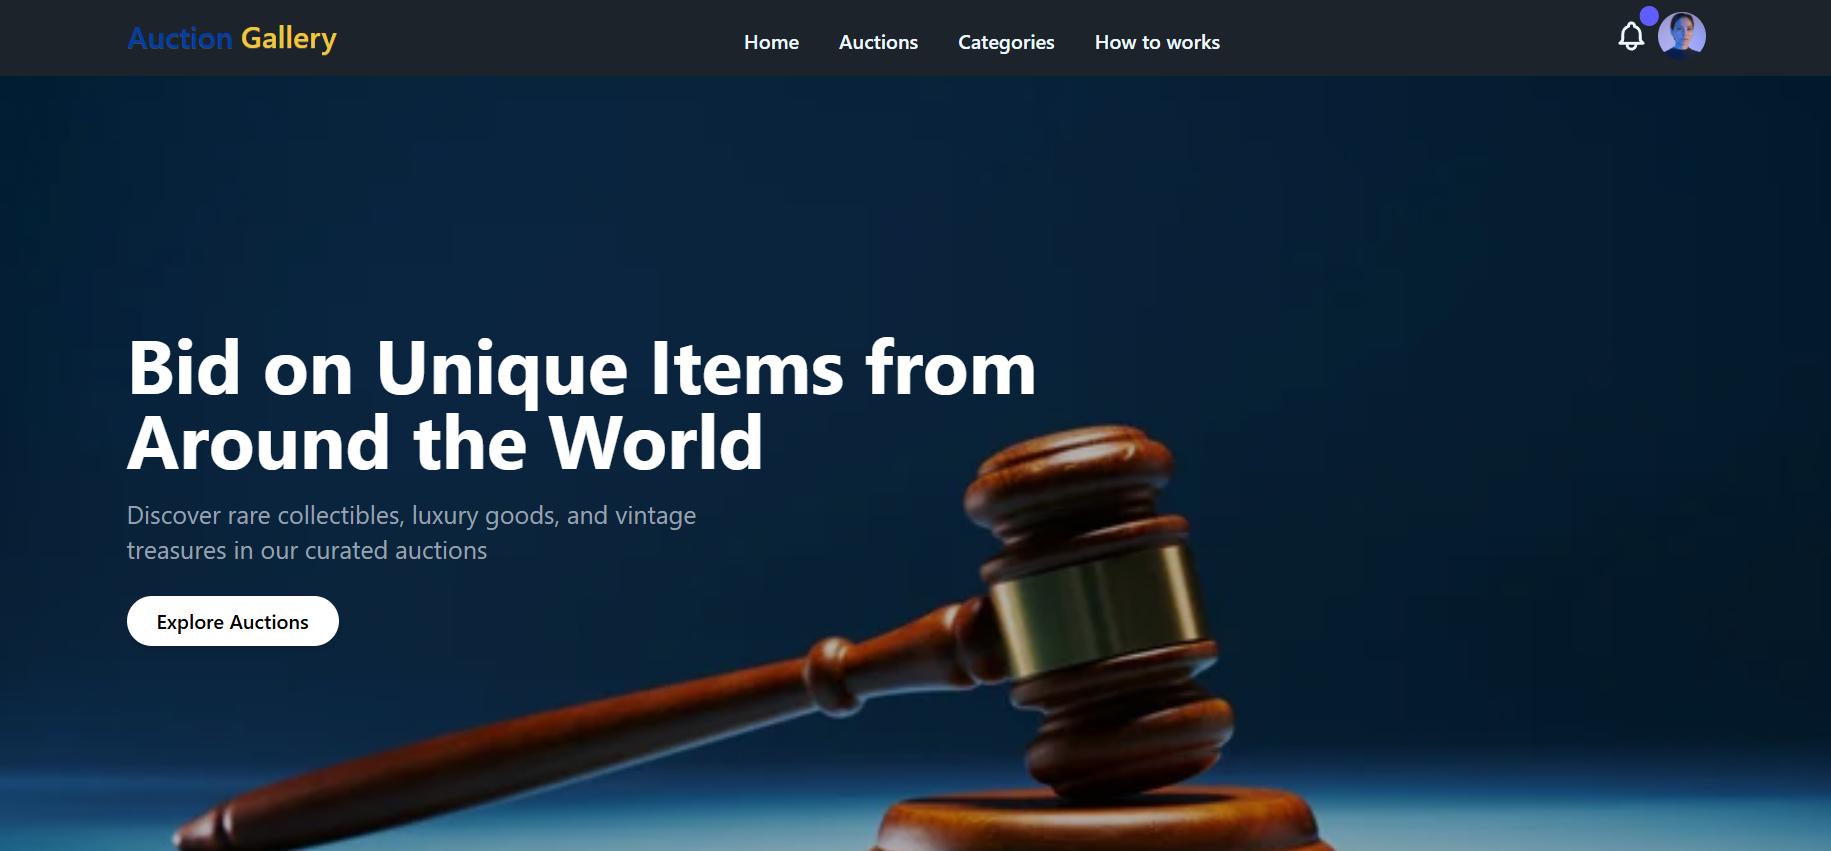 Auction Gallery
Home
Auctions
Categories
How to works
Bid on Unique Items from
Around the World
Discover rare collectibles, luxury goods, and vintage
treasures in our curated auctions
Explore Auctions